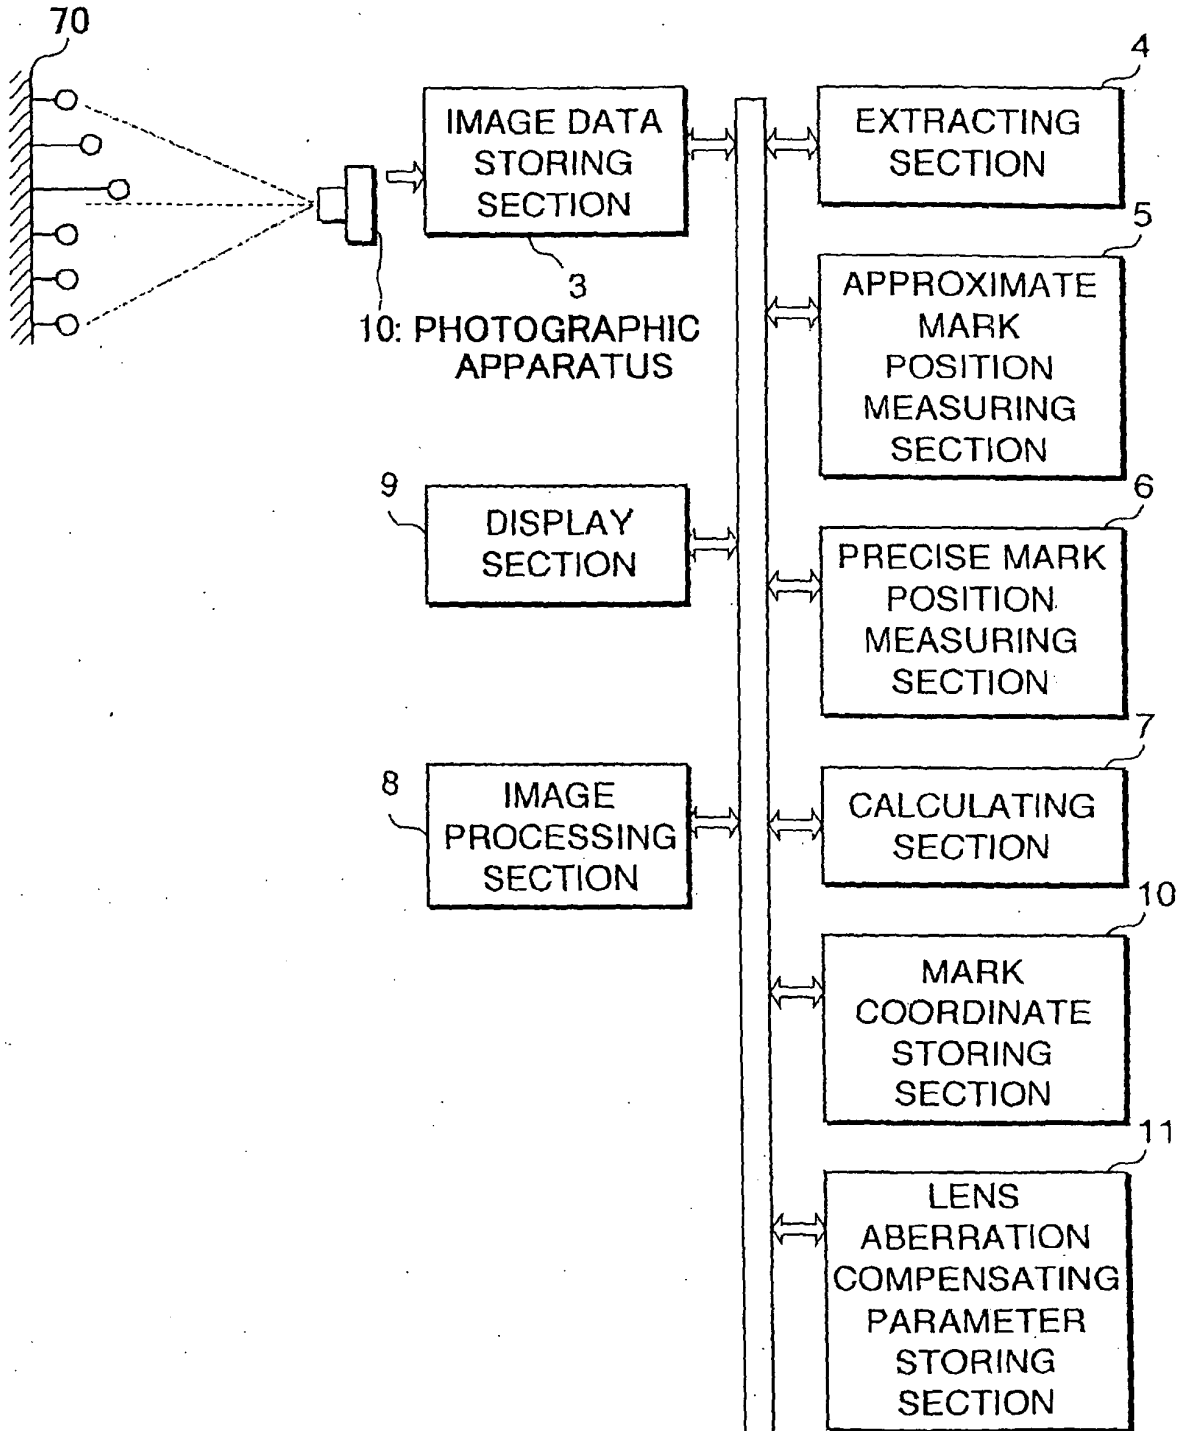 70
IMAGE DATA
STORING
SECTION
3
10: PHOTOGRAPHIC
APPARATUS
9
DISPLAY
SECTION
8
IMAGE
PROCESSING
SECTION
4
EXTRACTING
SECTION
5
APPROXIMATE
MARK
POSITION
MEASURING
SECTION
6
PRECISE MARK
POSITION
MEASURING
SECTION
7
CALCULATING
SECTION
10
MARK
COORDINATE
STORING
SECTION
11
LENS
ABERRATION
COMPENSATING
PARAMETER
STORING
SECTION